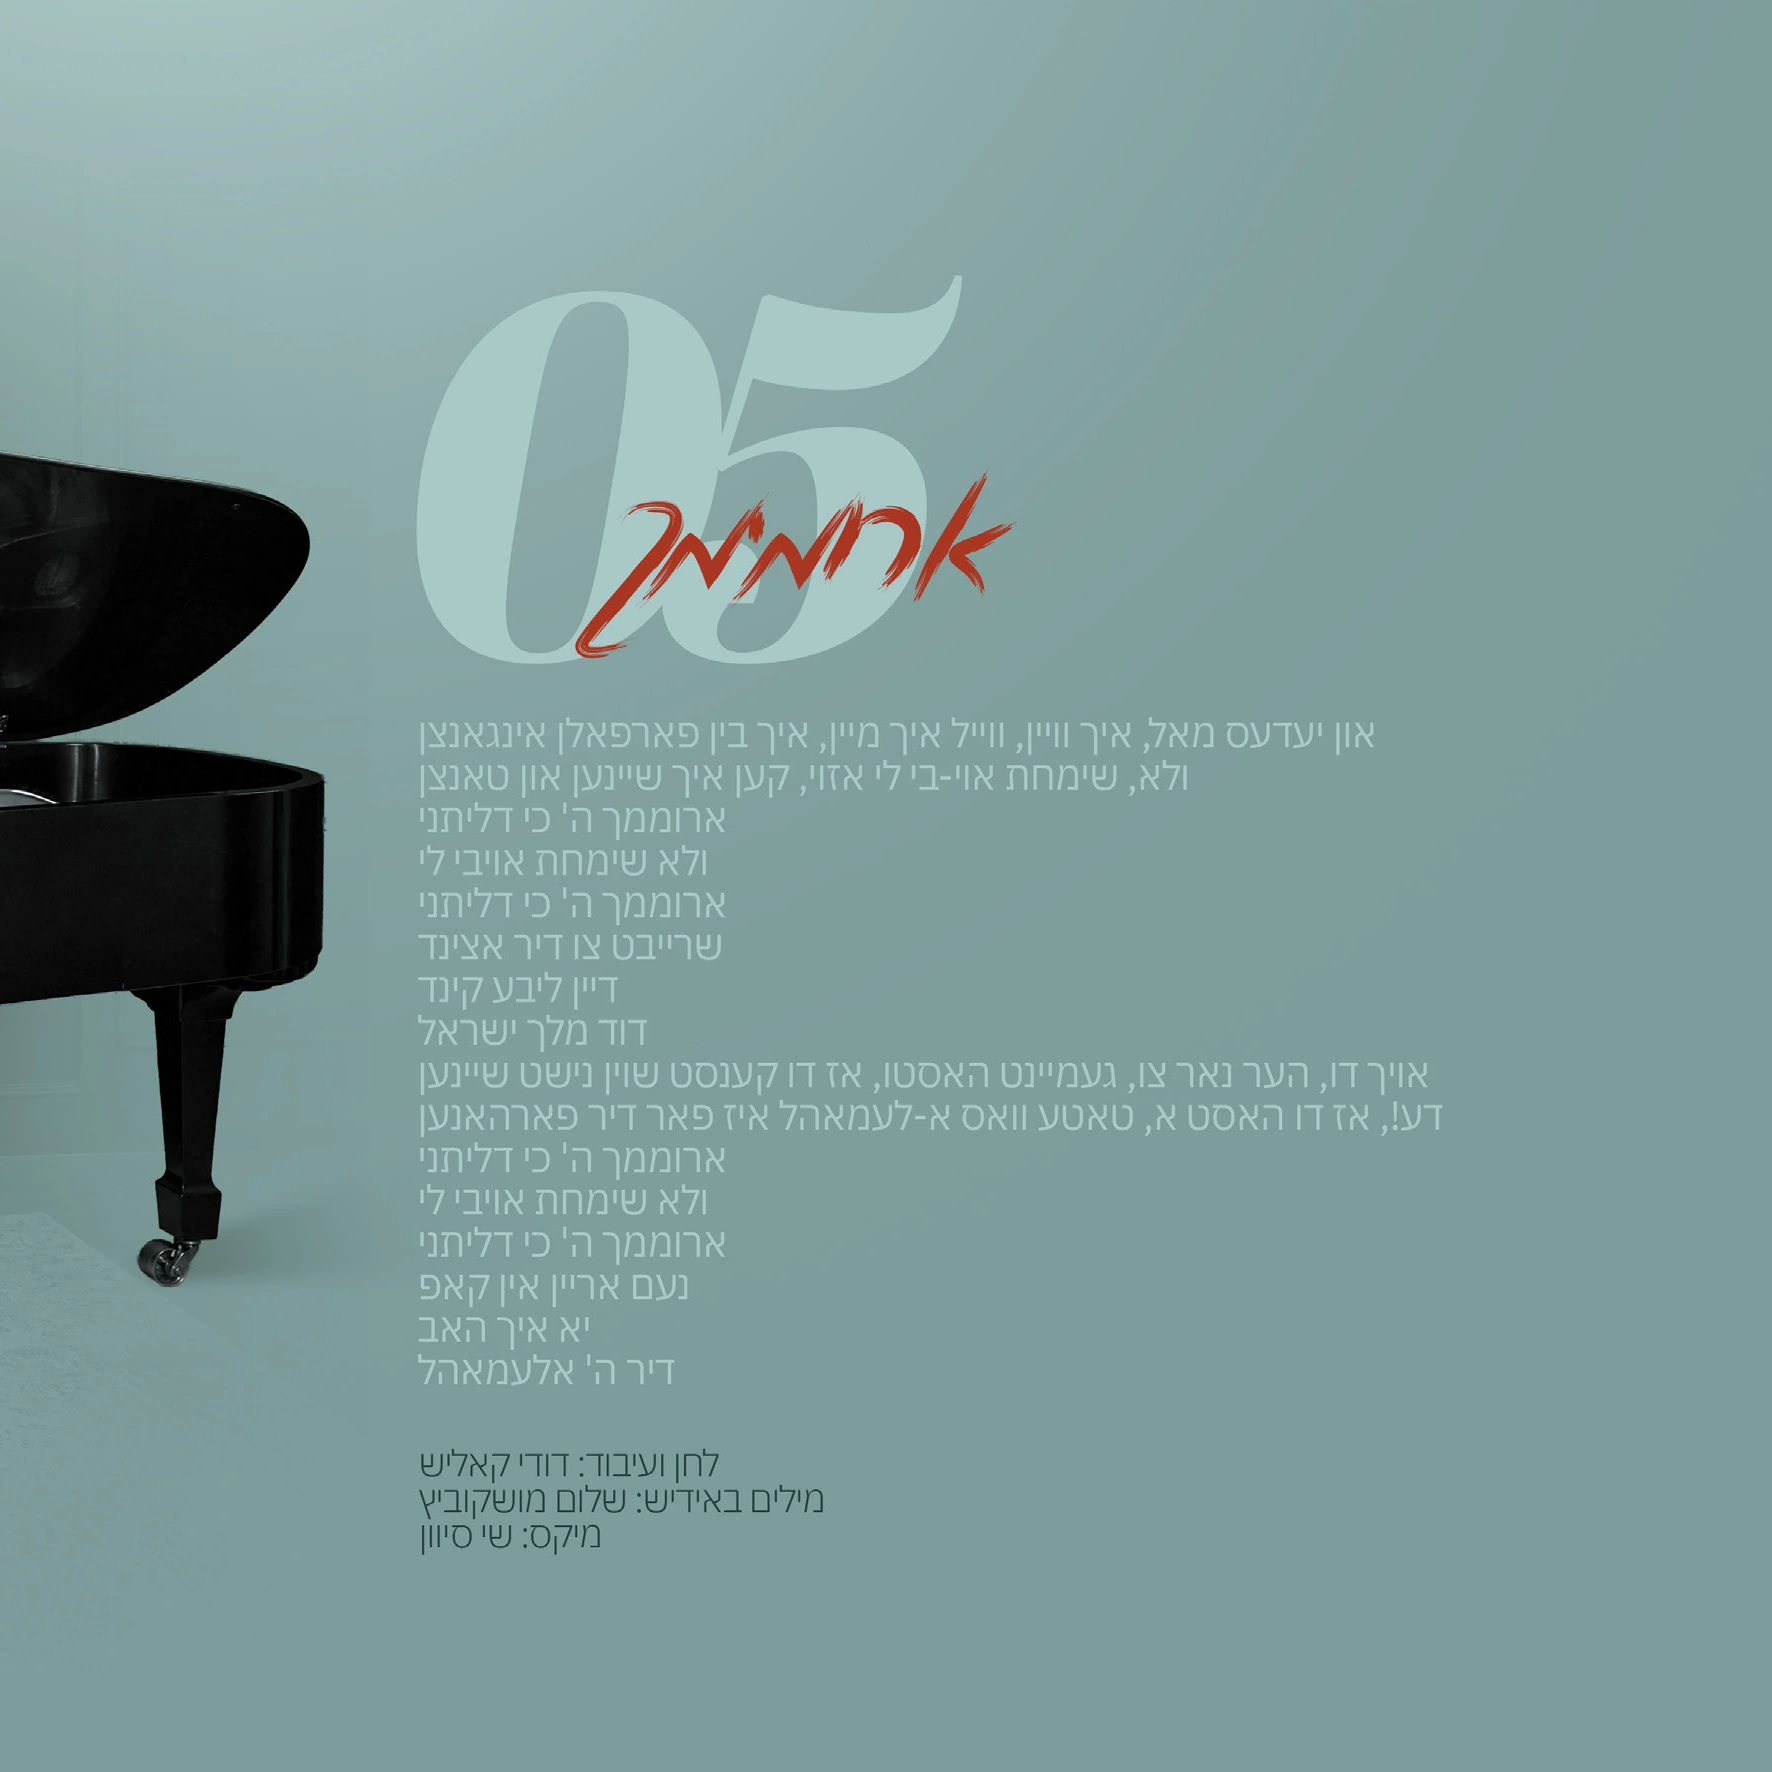 05
ארוממך
און יעדעס מאל, איך וויין, ווייל איך מיין, איך בין פארפאלן אינגאנצן
ולא, שימחת אוי-בי לי אזוי, קען איך שיינען און טאנצן
ארוממך ה' כי דליתני
ולא שימחת אויבי לי
ארוממך ה' כי דליתני
שרייבט צו דיר אצינד
דיין ליבע קינד
דוד מלך ישראל
אויך דו, הער נאר צו, געמיינט האסטו, אז דו קענסט שוין נישט שיינען
דע!, אז דו האסט א, טאטע וואס א-לעמאהל איז פאר דיר פארהאנען
ארוממך ה' כי דליתני
ולא שימחת אויבי לי
ארוממך ה' כי דליתני
נעם אריין אין קאפ
יא איך האב
דיר ה' אלעמאהל
לחן ועיבוד: דודי קאליש
מילים באידיש: שלום מושקוביץ
מיקס: שי סיוון